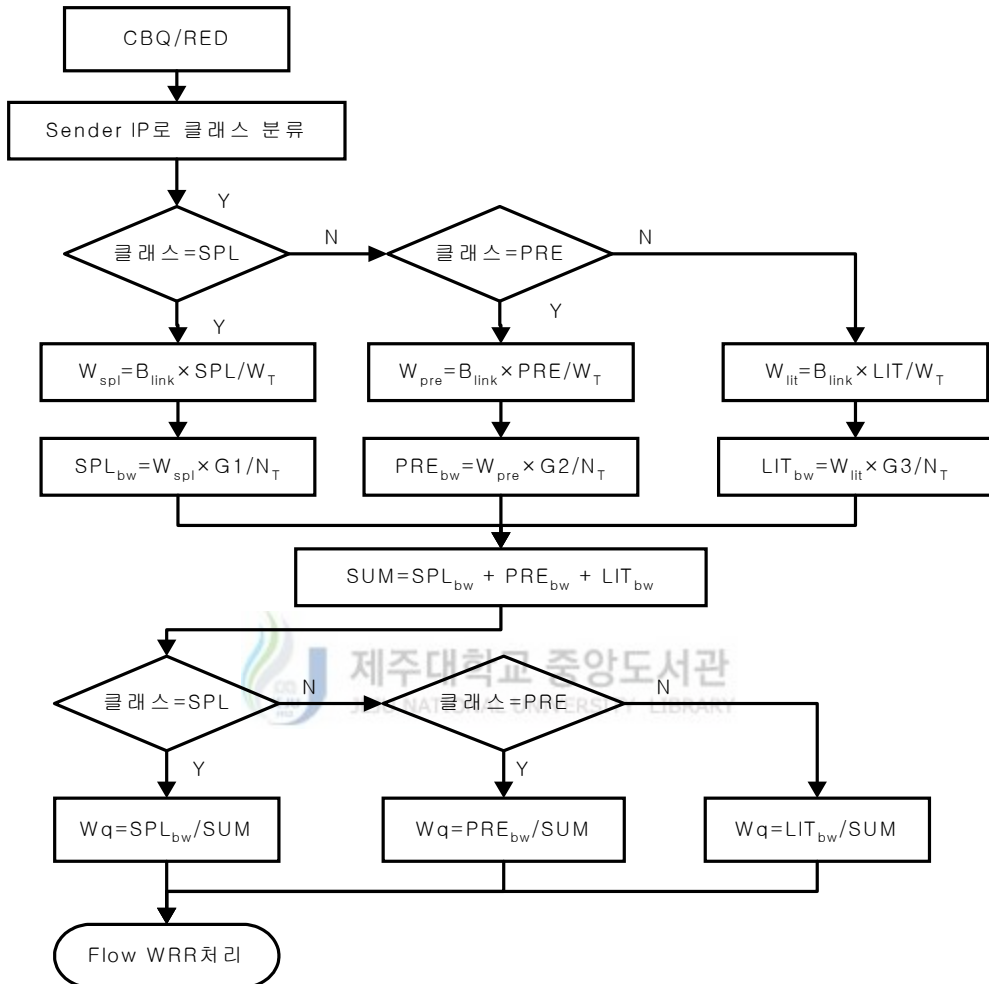 CBQ/RED
Sender IP로 클래스 분류
Y
클래스=SPL
N
클래스=PRE
N
Y
Y
W_spl=B_link×SPL/W_T
W_pre=B_link×PRE/W_T
W_lit=B_link×LIT/W_T
SPL_bw=W_spl×G1/N_T
PRE_bw=W_pre×G2/N_T
LIT_bw=W_lit×G3/N_T
SUM=SPL_bw + PRE_bw + LIT_bw
제주대학교 중앙도서관
JEJU NATIONAL UNIVERSITY LIBRARY
클래스=SPL
N
클래스=PRE
N
Y
Y
Wq=SPL_bw/SUM
Wq=PRE_bw/SUM
Wq=LIT_bw/SUM
Flow WRR처리